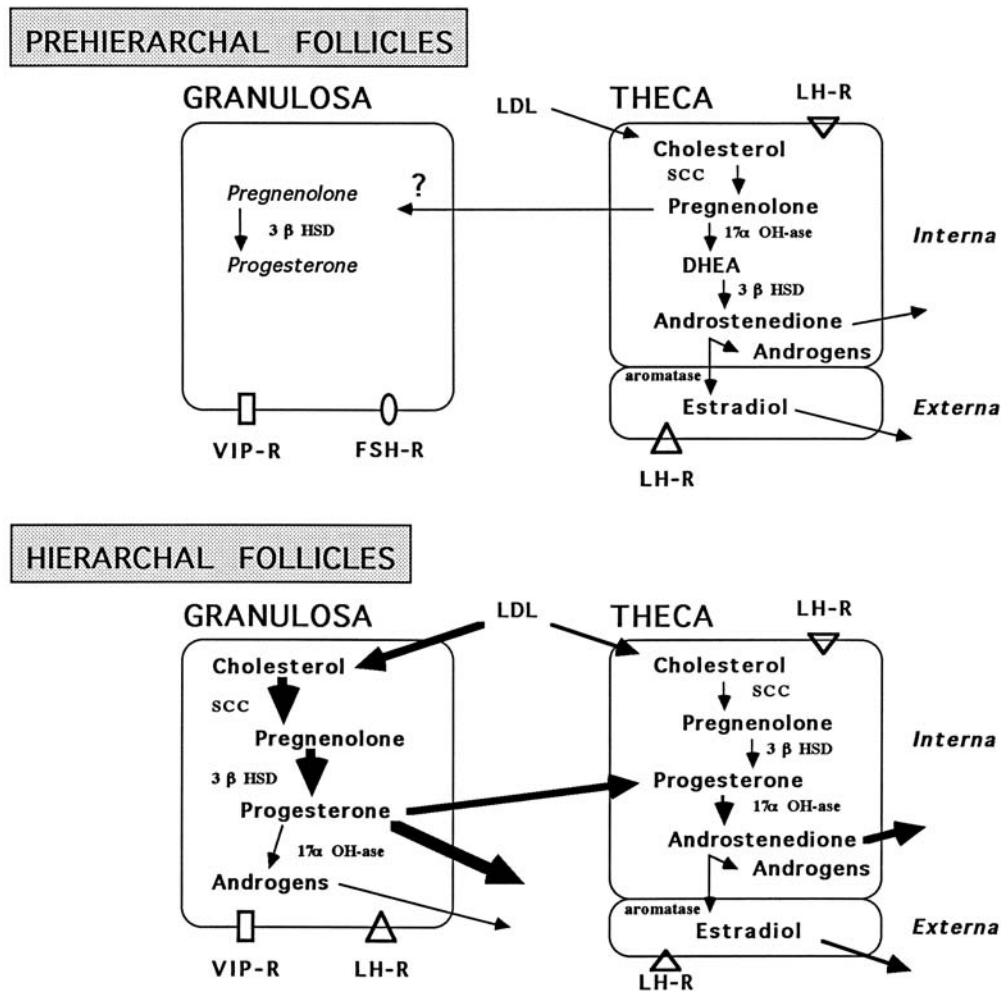 PREHIERARCHAL FOLLICLES
GRANULOSA
Pregnenolone
3 β HSD
Progesterone
VIP-R
FSH-R
?
LDL
THECA
LH-R
Cholesterol
SCC
Pregnenolone
17α OH-ase
DHEA
3 β HSD
Androstenedione
Androgens
aromatase
Estradiol
LH-R
Interna
Externa
HIERARCHAL FOLLICLES
GRANULOSA
Cholesterol
SCC
Pregnenolone
3 β HSD
Progesterone
17α OH-ase
Androgens
VIP-R
LH-R
LDL
THECA
LH-R
Cholesterol
SCC
Pregnenolone
3 β HSD
Progesterone
17α OH-ase
Androstenedione
Androgens
aromatase
Estradiol
LH-R
Interna
Externa